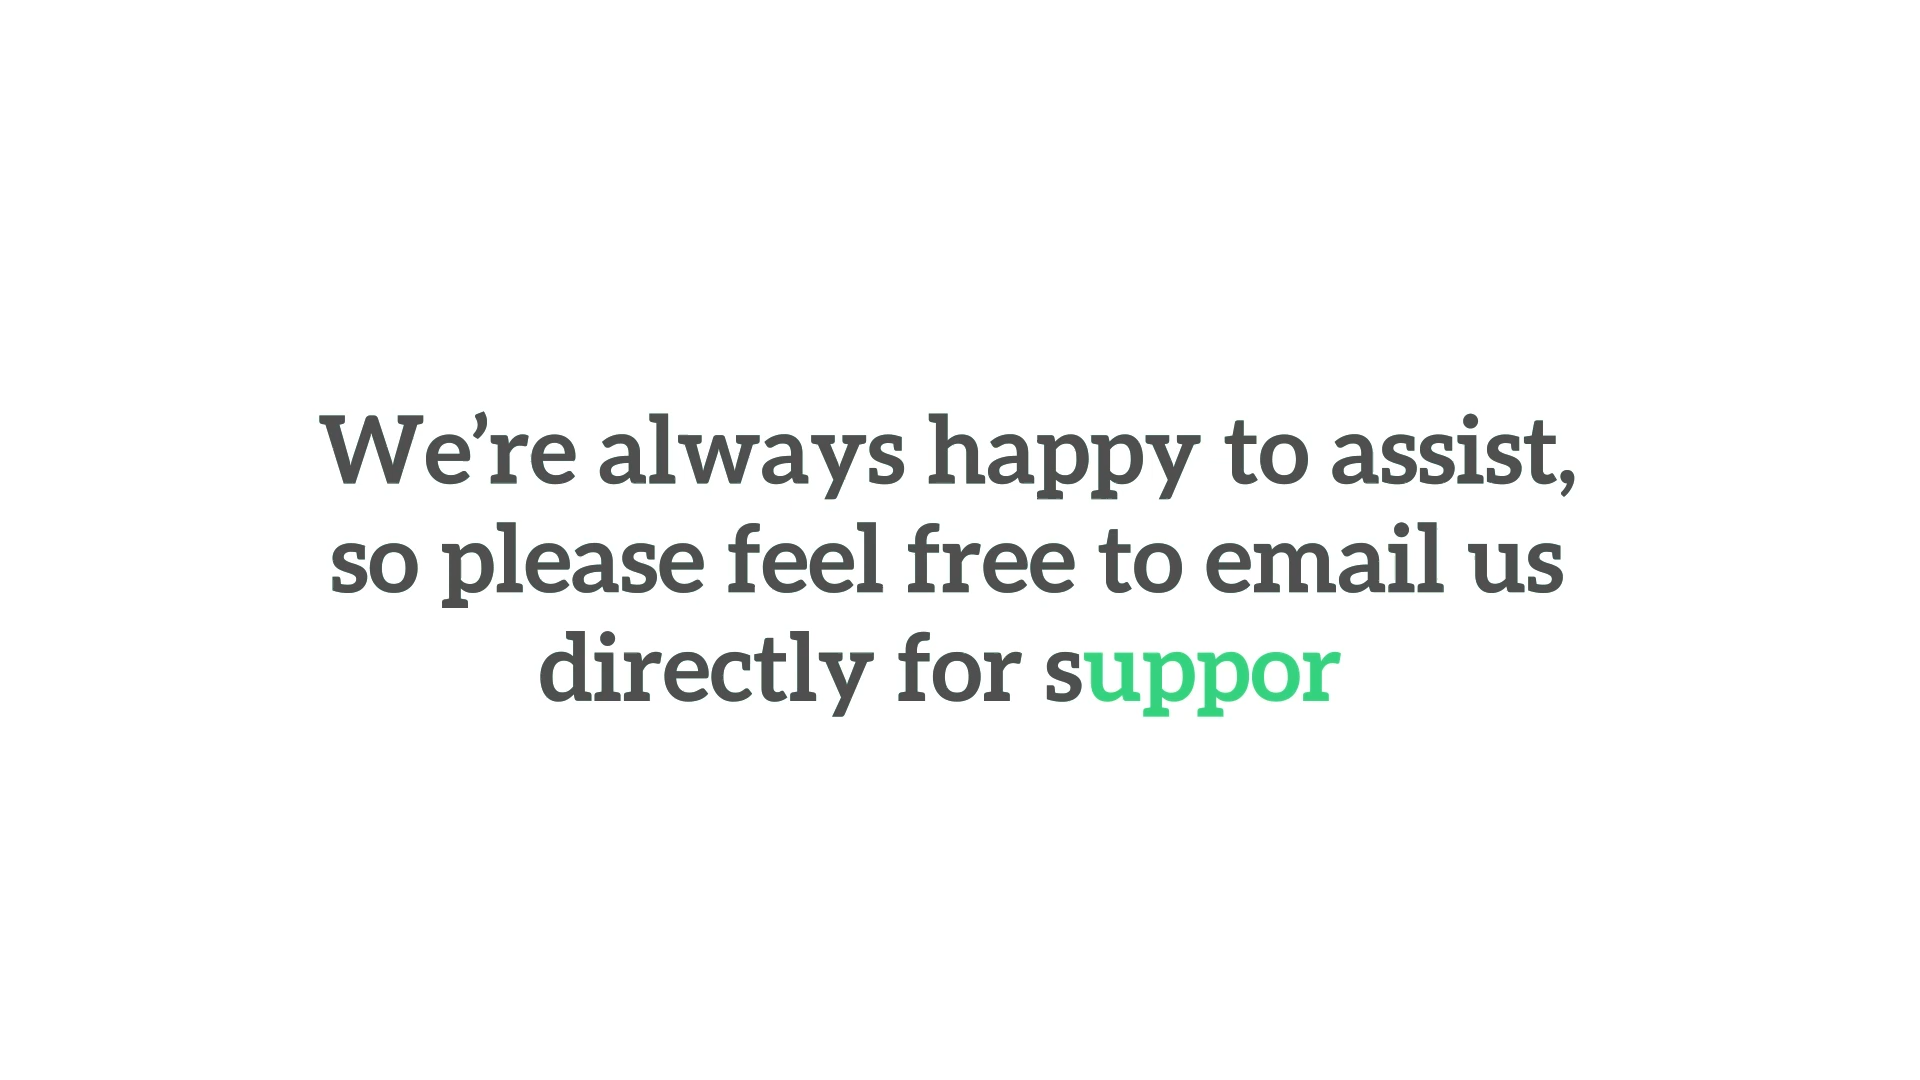 We’re always happy to assist,
so please feel free to email us
directly for suppor